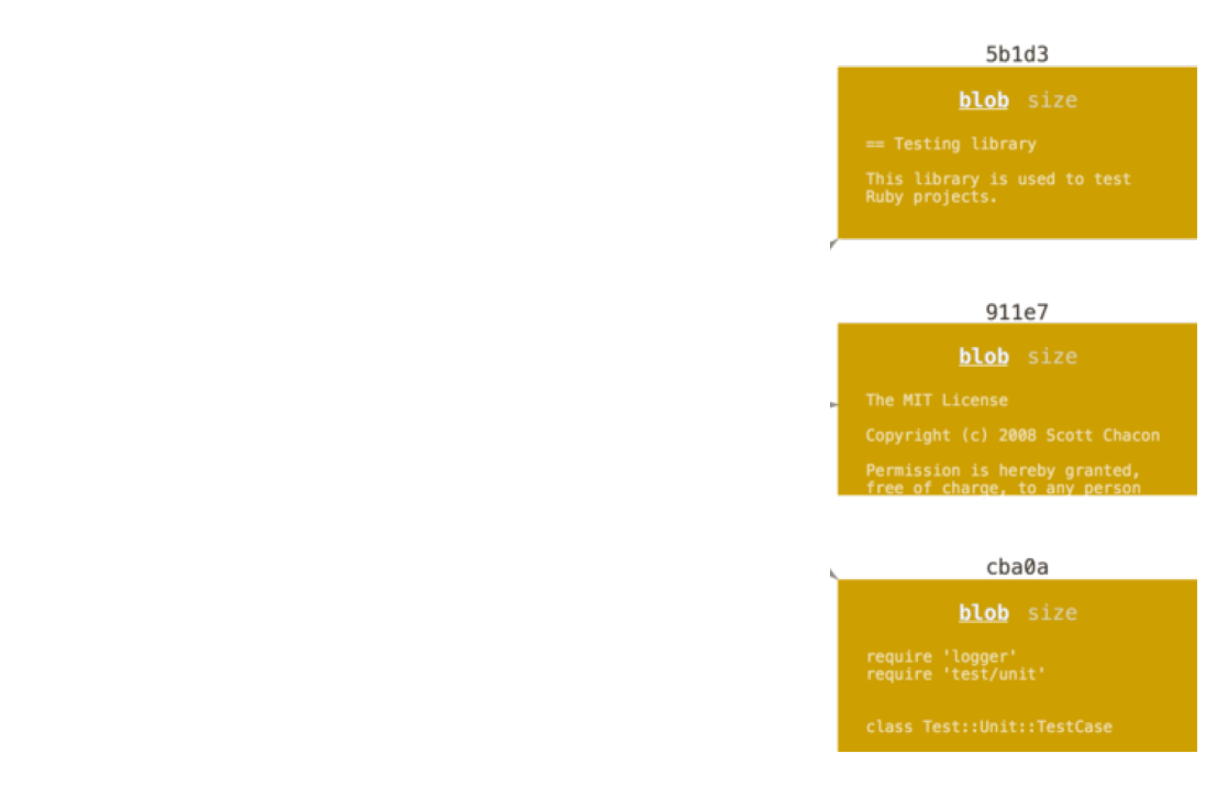 5b1d3
blob size
== Testing library
This library is used to test
Ruby projects.
911e7
blob size
The MIT License
Copyright (c) 2008 Scott Chacon
Permission is hereby granted,
free of charge, to any person
cba0a
blob size
require 'logger'
require 'test/unit'
class Test::Unit::TestCase